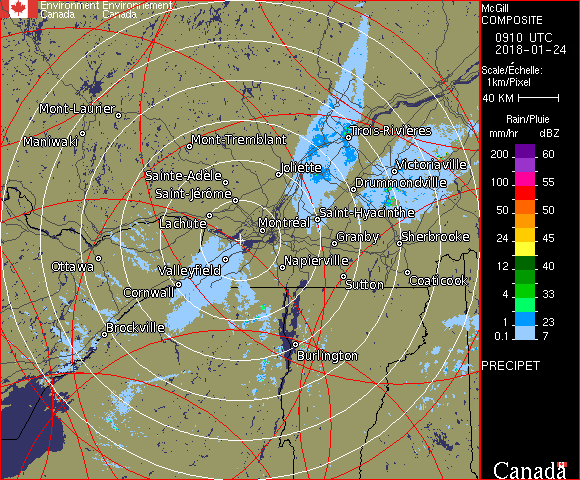 Environment Environnement
Canada Canada
McGill
COMPOSITE
0910 UTC
2018-01-24
Scale/Échelle:
1km/Pixel
40 KM
Rain/Pluie
mm/hr dBZ
200 60
100 55
50 50
24 45
12 40
4 33
1 23
0.1 7
PRECIPET
Canada
Mont-Laurier
Maniwaki
Mont-Tremblant
Trois-Rivières
Joliette
Victoriaville
Sainte-Adèle
Drummondville
Saint-Jérôme
Saint-Hyacinthe
Lachute
Montréal
Granby
Sherbrooke
Ottawa
Valleyfield
Napierville
Cornwall
Sutton
Coaticook
Brockville
Burlington